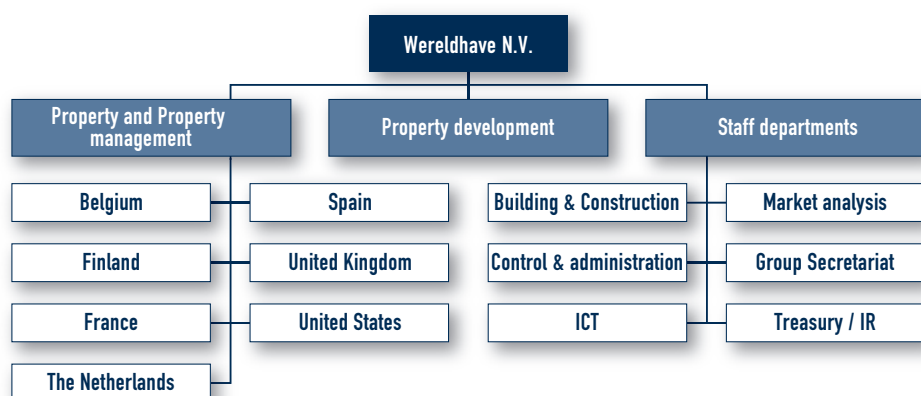 Wereldhave N.V.
Property and Property
management
Property development
Staff departments
Belgium
Spain
Building & Construction
Market analysis
Finland
United Kingdom
Control & administration
Group Secretariat
France
United States
ICT
Treasury / IR
The Netherlands